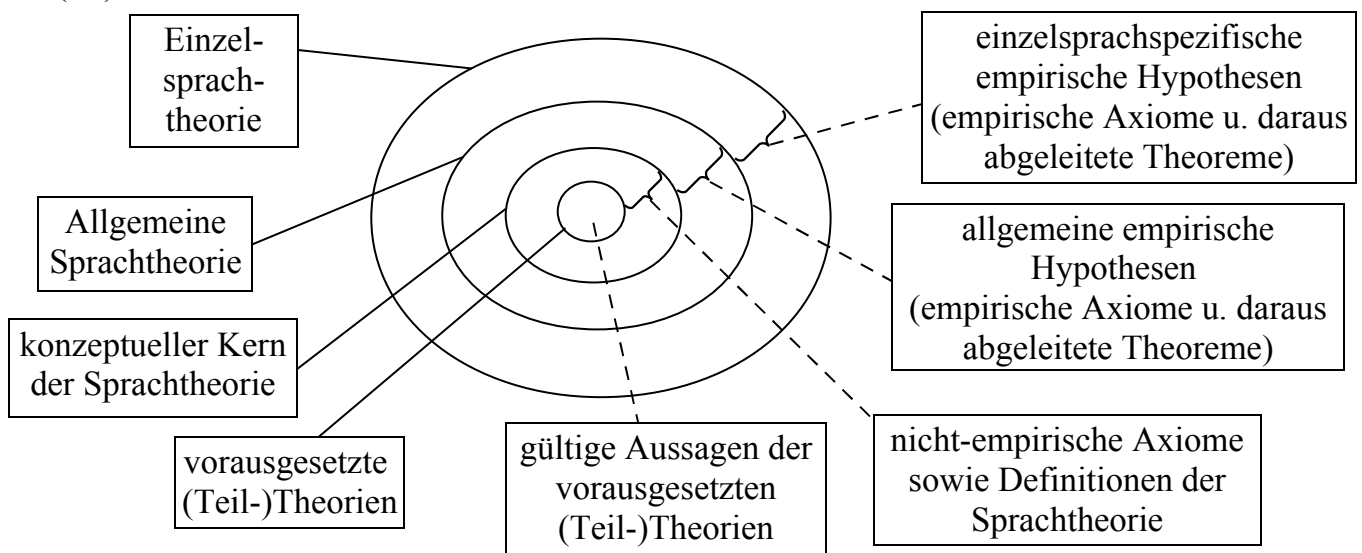 Einzel-
sprach-
theorie
Allgemeine
Sprachtheorie
konzeptueller Kern
der Sprachtheorie
vorausgesetzte
(Teil-)Theorien
gültige Aussagen der
vorausgesetzten
(Teil-)Theorien
einzelsprachspezifische
empirische Hypothesen
(empirische Axiome u. daraus
abgeleitete Theoreme)
allgemeine empirische
Hypothesen
(empirische Axiome u. daraus
abgeleitete Theoreme)
nicht-empirische Axiome
sowie Definitionen der
Sprachtheorie